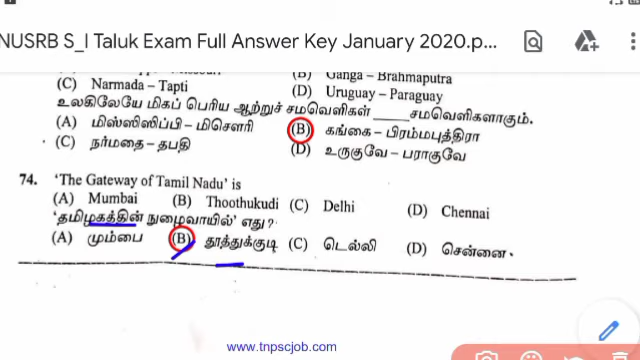 NUSRB S_I Taluk Exam Full Answer Key January 2020.p...
(B) Ganga – Brahmaputra
(C) Narmada – Tapti
(D) Uruguay – Paraguay
உலகிலேயே மிகப் பெரிய ஆற்றுச் சமவெளிகள் _____ சமவெளிகளாகும்.
(A) மிஸ்ஸிஸிப்பி – மிசௌரி (B) கங்கை – பிரம்மபுத்திரா
(C) நர்மதை – தபதி (D) உருகுவே – பராகுவே
74. 'The Gateway of Tamil Nadu' is
(A) Mumbai (B) Thoothukudi (C) Delhi (D) Chennai
'தமிழகத்தின் நுழைவாயில்' எது?
(A) மும்பை (B) தூத்துக்குடி (C) டெல்லி (D) சென்னை
www.tnpscjob.com